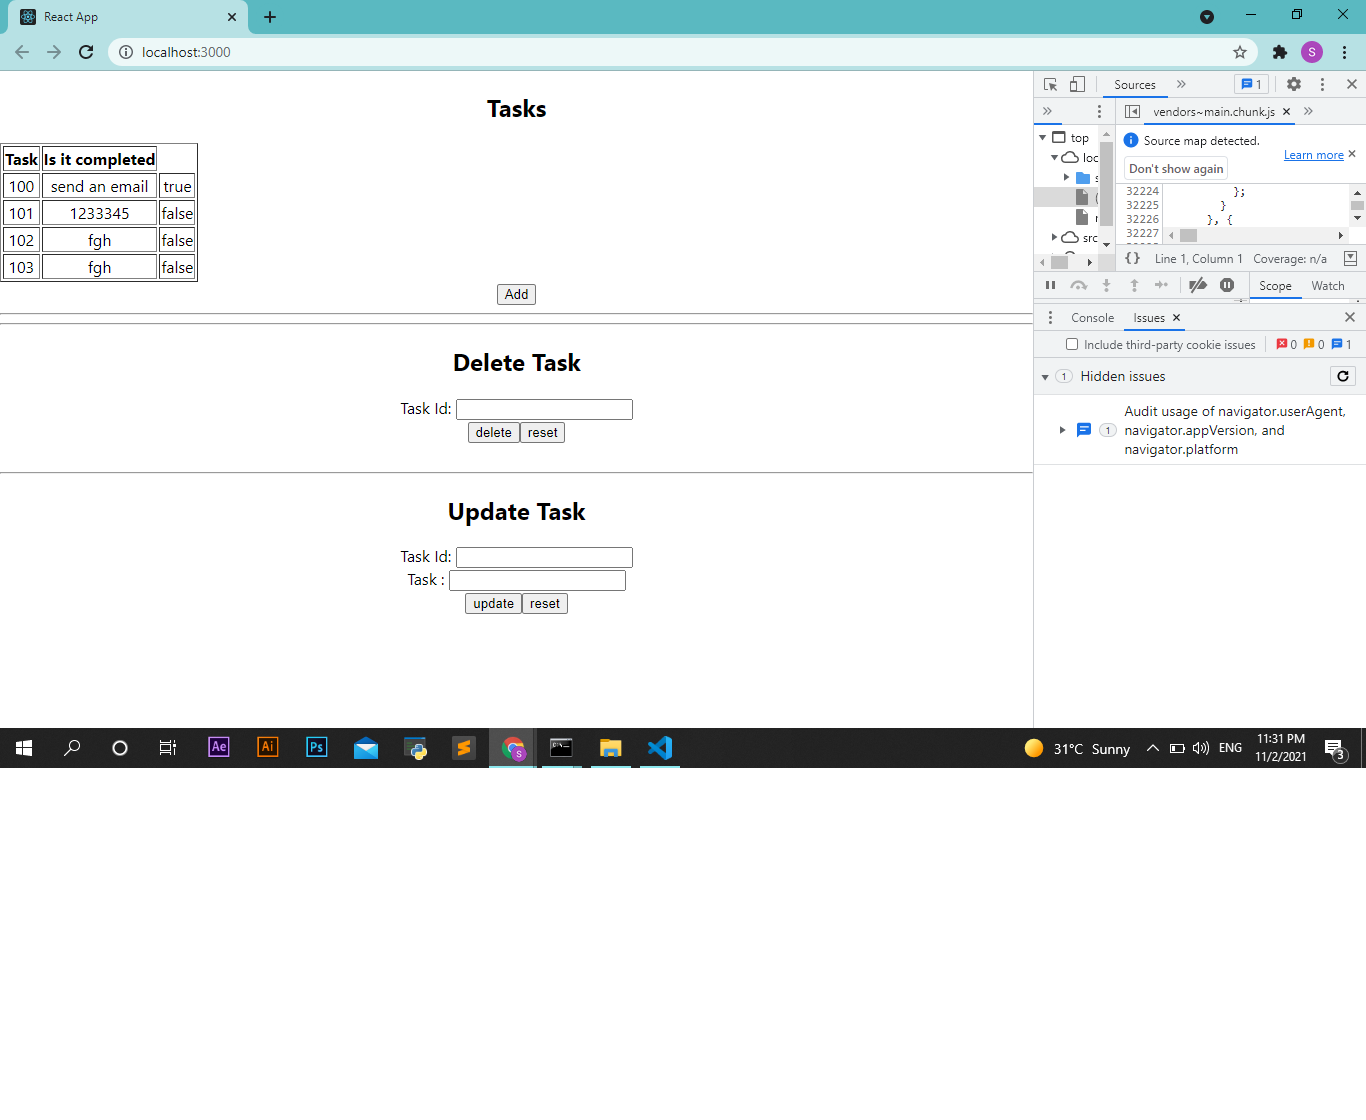 React App
localhost:3000
S
Tasks
Task Is it completed
100 send an email true
101 1233345 false
102 fgh false
103 fgh false
Add
Delete Task
Task Id:
delete reset
Update Task
Task Id:
Task :
update reset
Sources
1
vendors~main.chunk.js
top
Source map detected.
Learn more
Don't show again
loc
s
(
src
32224 };
32225 }
32226 }, {
32227
{} Line 1, Column 1 Coverage: n/a
Scope Watch
Console Issues
Include third-party cookie issues 0 0 1
1 Hidden issues
1 Audit usage of navigator.userAgent,
navigator.appVersion, and
navigator.platform
Ae Ai Ps
S
31°C Sunny
ENG
11:31 PM
11/2/2021
3